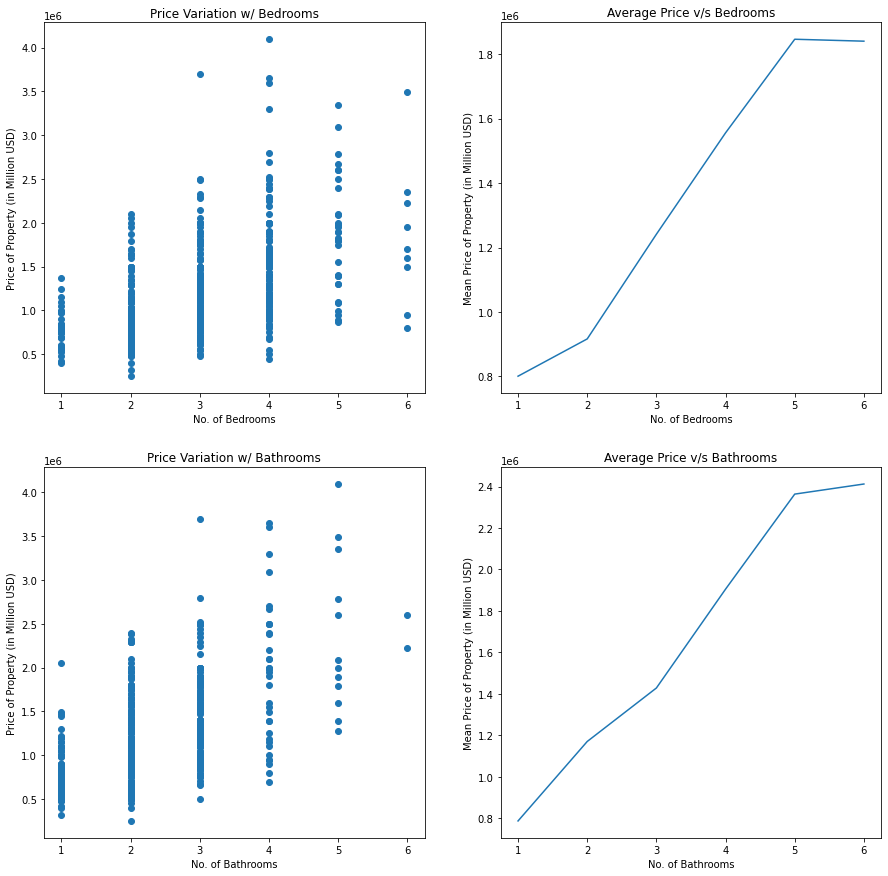 Price Variation w/ Bedrooms
1e6
4.0
3.5
3.0
2.5
2.0
1.5
1.0
0.5
Price of Property (in Million USD)
1 2 3 4 5 6
No. of Bedrooms
Average Price v/s Bedrooms
1e6
1.8
1.6
1.4
1.2
1.0
0.8
Mean Price of Property (in Million USD)
1 2 3 4 5 6
No. of Bedrooms
Price Variation w/ Bathrooms
1e6
4.0
3.5
3.0
2.5
2.0
1.5
1.0
0.5
Price of Property (in Million USD)
1 2 3 4 5 6
No. of Bathrooms
Average Price v/s Bathrooms
1e6
2.4
2.2
2.0
1.8
1.6
1.4
1.2
1.0
0.8
Mean Price of Property (in Million USD)
1 2 3 4 5 6
No. of Bathrooms